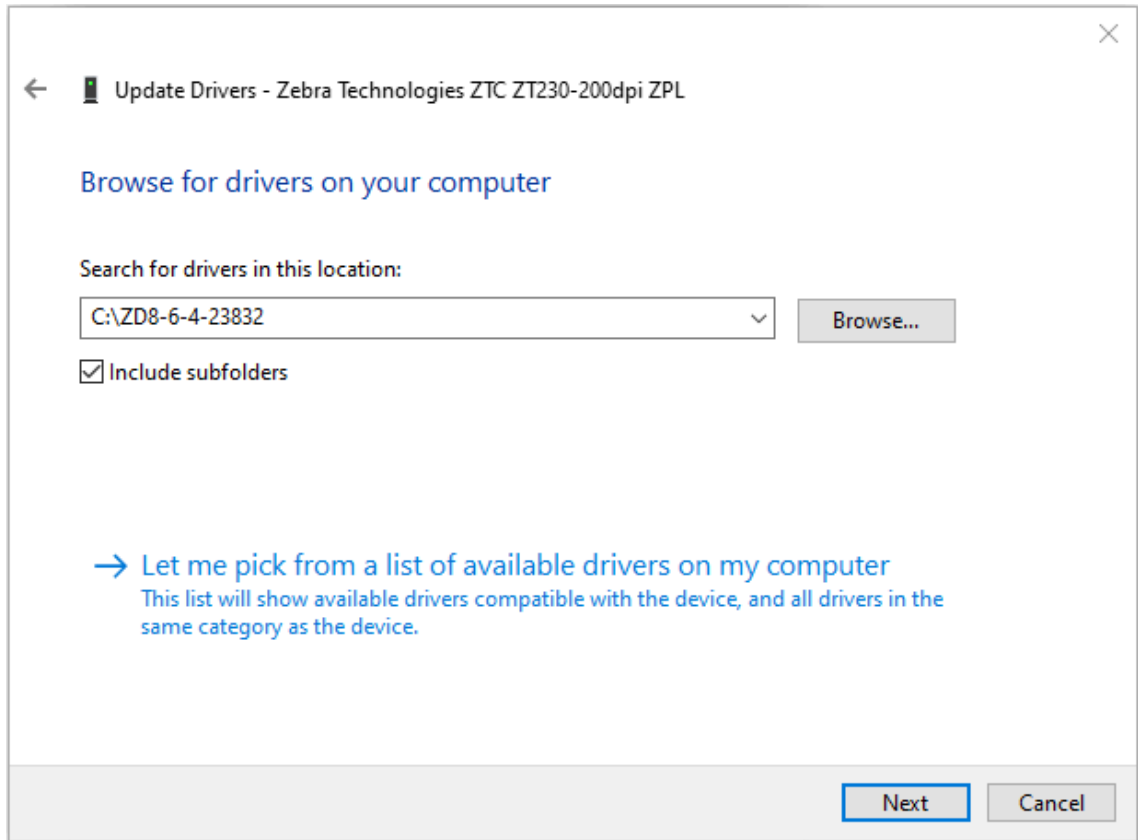 Update Drivers - Zebra Technologies ZTC ZT230-200dpi ZPL
Browse for drivers on your computer
Search for drivers in this location:
C:\ZD8-6-4-23832
Browse...
Include subfolders
Let me pick from a list of available drivers on my computer
This list will show available drivers compatible with the device, and all drivers in the
same category as the device.
Next
Cancel